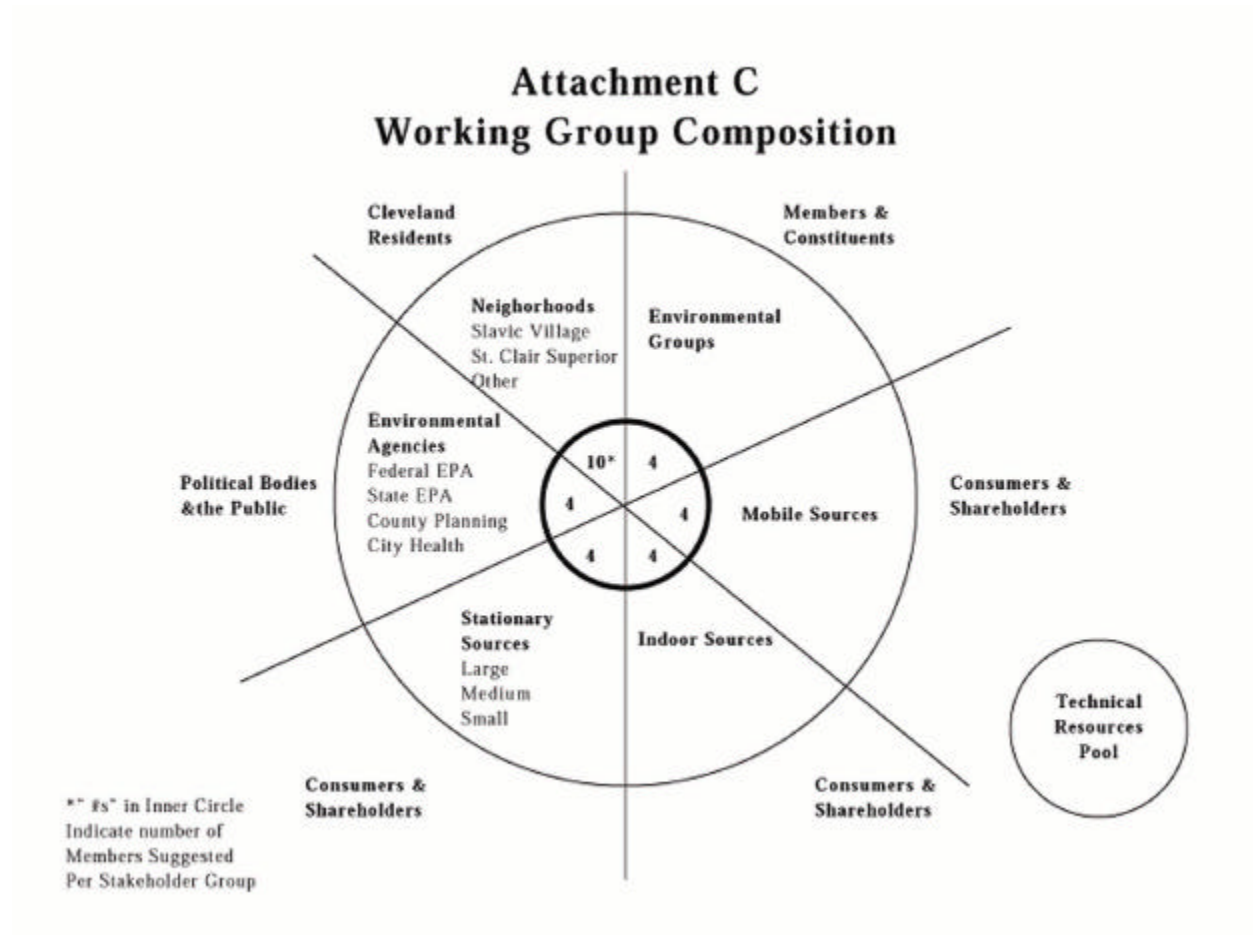 Attachment C
Working Group Composition
Cleveland
Residents
Members &
Constituents
Neighorhoods
Slavic Village
St. Clair Superior
Other
Environmental
Groups
Environmental
Agencies
Federal EPA
State EPA
County Planning
City Health
Political Bodies
&the Public
10*
4
4
4
4
4
Mobile Sources
Consumers &
Shareholders
Stationary
Sources
Large
Medium
Small
Indoor Sources
Technical
Resources
Pool
Consumers &
Shareholders
Consumers &
Shareholders
*" #s" in Inner Circle
Indicate number of
Members Suggested
Per Stakeholder Group